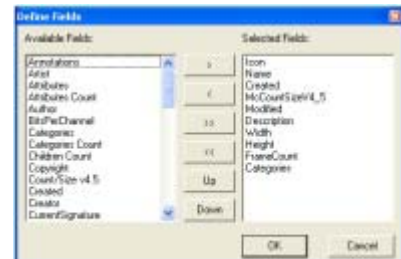 Define Fields
Available Fields:
Annotations
Artist
Attributes
Attributes Count
Author
BitsPerChannel
Categories
Categories Count
Children Count
Copyright
Count/Size v4.5
Created
Creator
CurrentSignature
>
<
>>
<<
Up
Down
Selected Fields:
Icon
Name
Created
McCountSizeV4_5
Modified
Description
Width
Height
FrameCount
Categories
OK
Cancel